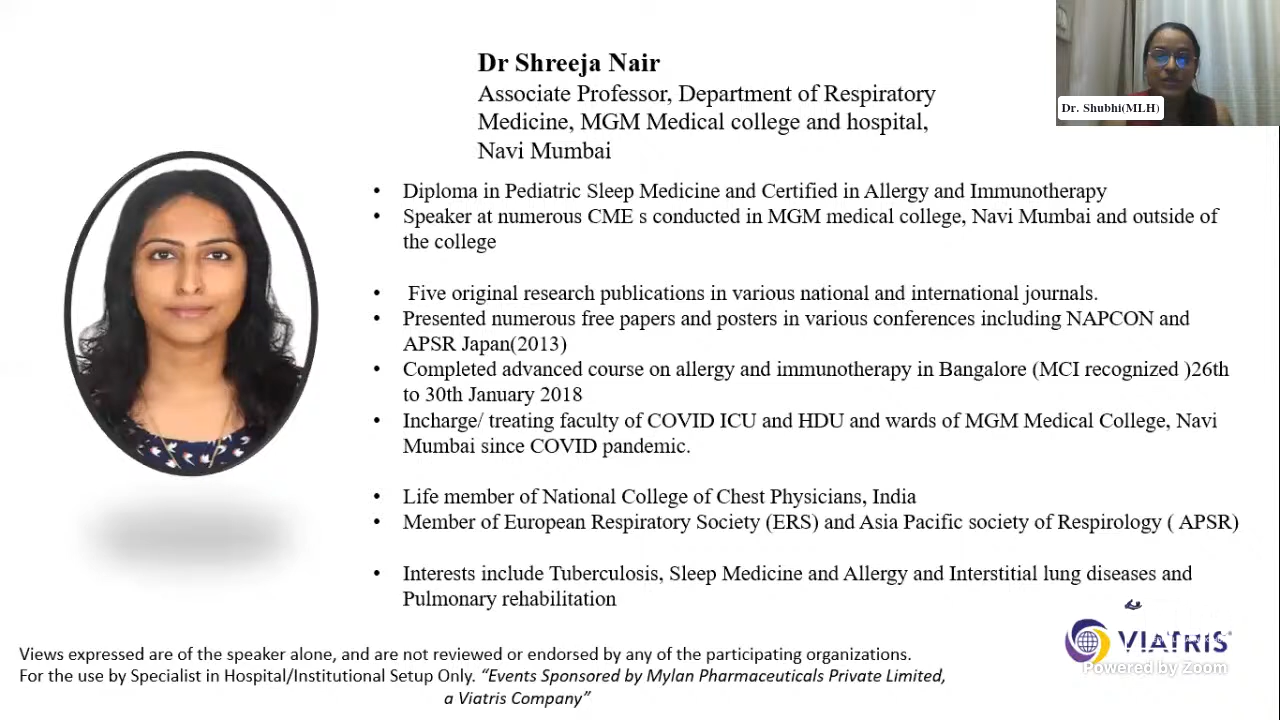 Dr Shreeja Nair
Associate Professor, Department of Respiratory
Medicine, MGM Medical college and hospital,
Navi Mumbai
Dr. Shubhi(MLH)
• Diploma in Pediatric Sleep Medicine and Certified in Allergy and Immunotherapy
• Speaker at numerous CME s conducted in MGM medical college, Navi Mumbai and outside of
the college
• Five original research publications in various national and international journals.
• Presented numerous free papers and posters in various conferences including NAPCON and
APSR Japan(2013)
• Completed advanced course on allergy and immunotherapy in Bangalore (MCI recognized )26th
to 30th January 2018
• Incharge/ treating faculty of COVID ICU and HDU and wards of MGM Medical College, Navi
Mumbai since COVID pandemic.
• Life member of National College of Chest Physicians, India
• Member of European Respiratory Society (ERS) and Asia Pacific society of Respirology ( APSR)
• Interests include Tuberculosis, Sleep Medicine and Allergy and Interstitial lung diseases and
Pulmonary rehabilitation
VIATRIS
Powered by Zoom
Views expressed are of the speaker alone, and are not reviewed or endorsed by any of the participating organizations.
For the use by Specialist in Hospital/Institutional Setup Only. “Events Sponsored by Mylan Pharmaceuticals Private Limited,
a Viatris Company”